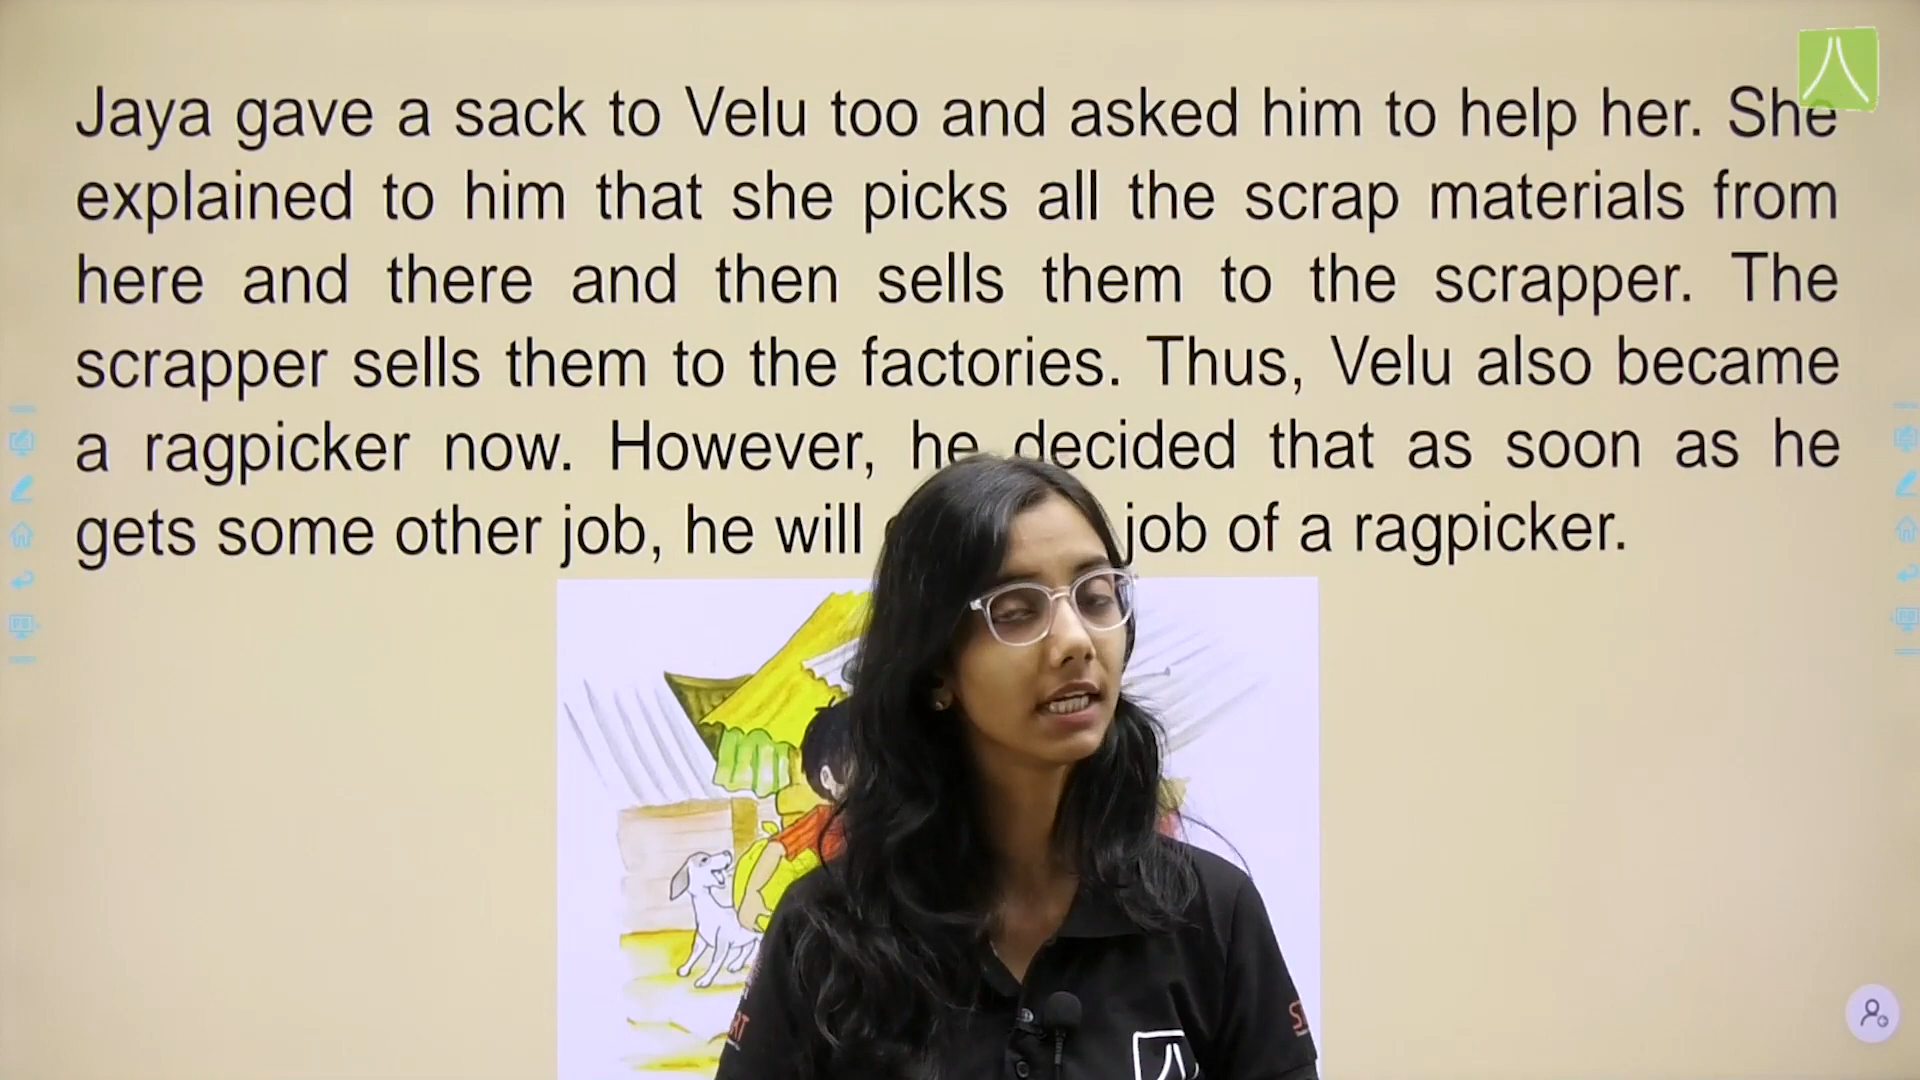 Jaya gave a sack to Velu too and asked him to help her. She
explained to him that she picks all the scrap materials from
here and there and then sells them to the scrapper. The
scrapper sells them to the factories. Thus, Velu also became
a ragpicker now. However, he decided that as soon as he
gets some other job, he will job of a ragpicker.